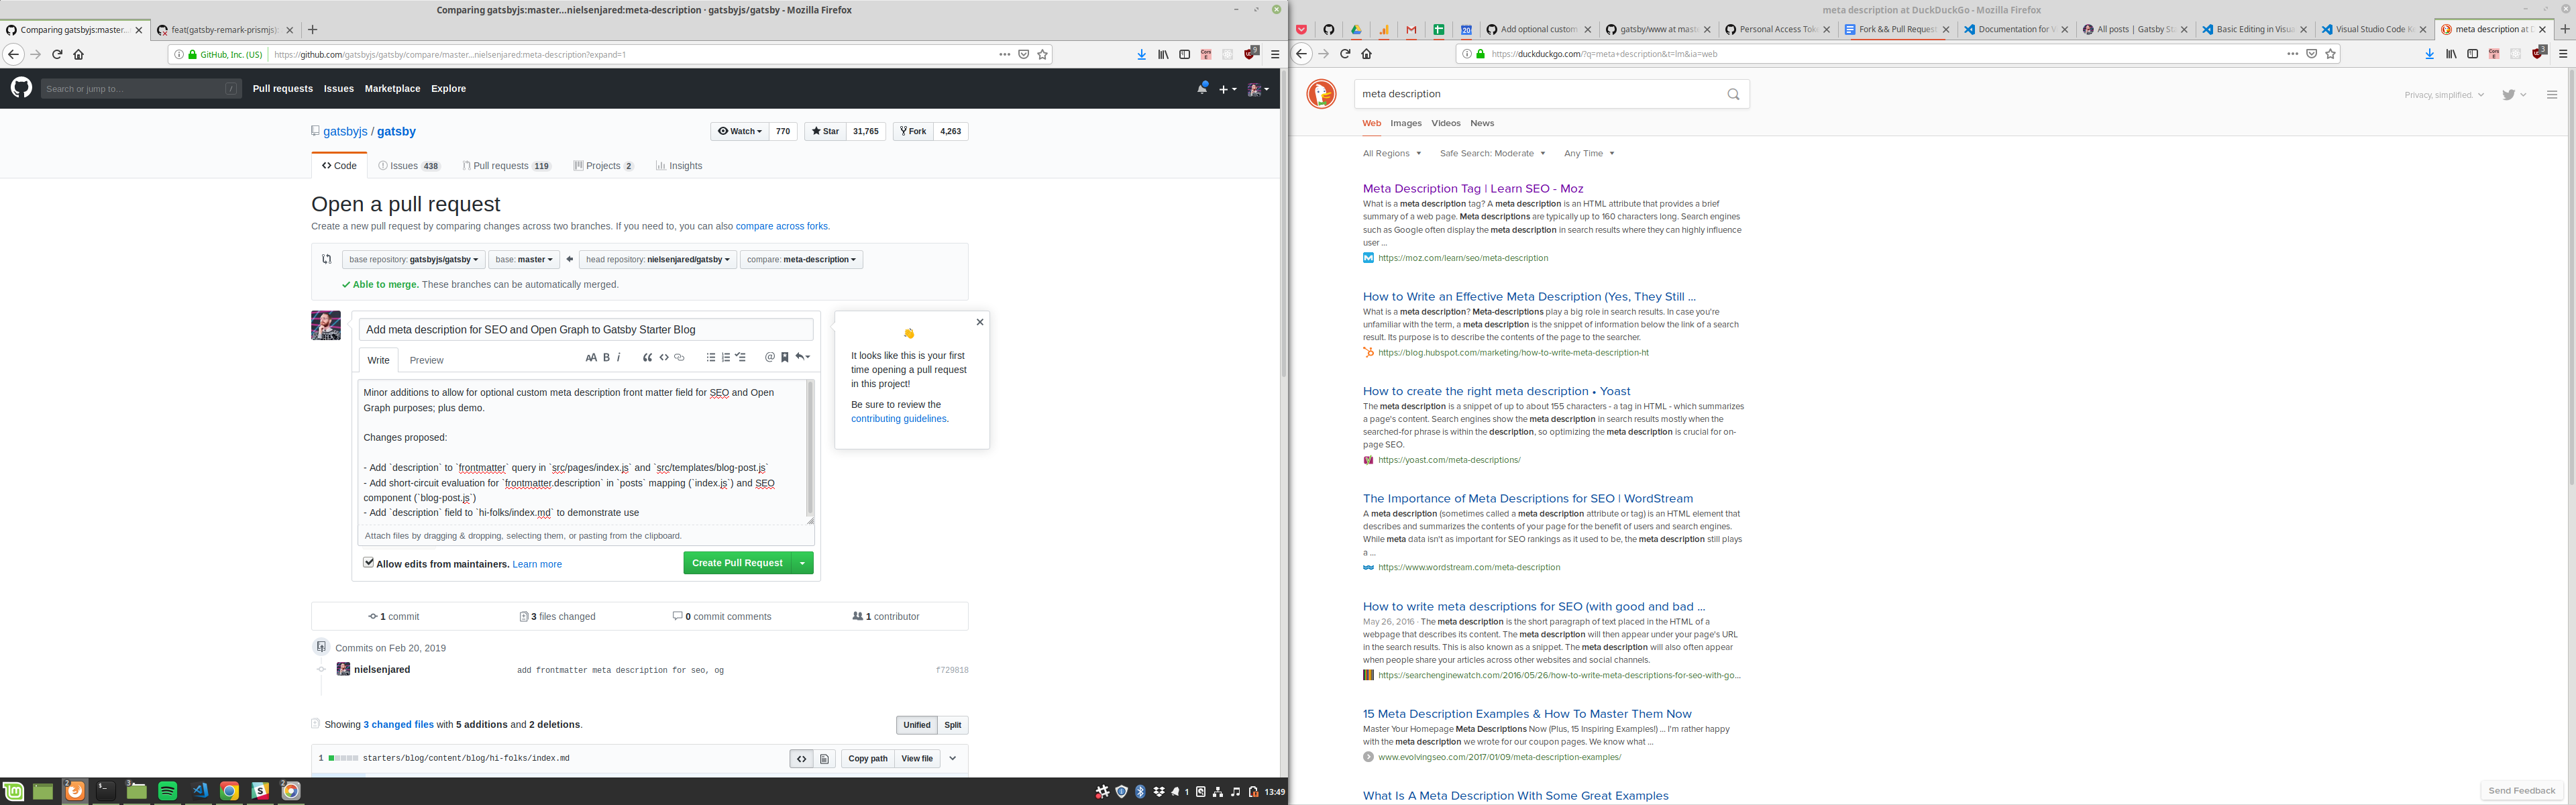 Comparing gatsbyjs:master...nielsenjared:meta-description · gatsbyjs/gatsby - Mozilla Firefox
Comparing gatsbyjs:master...
feat(gatsby-remark-prismjs):
GitHub, Inc. (US)
https://github.com/gatsbyjs/gatsby/compare/master...nielsenjared:meta-description?expand=1
9
Search or jump to...
/
Pull requests
Issues
Marketplace
Explore
gatsbyjs / gatsby
Watch
770
Star
31,765
Fork
4,263
Code
Issues 438
Pull requests 119
Projects 2
Insights
Open a pull request
Create a new pull request by comparing changes across two branches. If you need to, you can also compare across forks.
base repository: gatsbyjs/gatsby
base: master
head repository: nielsenjared/gatsby
compare: meta-description
Able to merge. These branches can be automatically merged.
Add meta description for SEO and Open Graph to Gatsby Starter Blog
Write
Preview
AA B i
Minor additions to allow for optional custom meta description front matter field for SEO and Open
Graph purposes; plus demo.
Changes proposed:
- Add `description` to `frontmatter` query in `src/pages/index.js` and `src/templates/blog-post.js`
- Add short-circuit evaluation for `frontmatter.description` in `posts` mapping (`index.js`) and SEO
component (`blog-post.js`)
- Add `description` field to `hi-folks/index.md` to demonstrate use
Attach files by dragging & dropping, selecting them, or pasting from the clipboard.
Allow edits from maintainers. Learn more
Create Pull Request
It looks like this is your first
time opening a pull request
in this project!
Be sure to review the
contributing guidelines.
1 commit
3 files changed
0 commit comments
1 contributor
Commits on Feb 20, 2019
nielsenjared
add frontmatter meta description for seo, og
f729818
Showing 3 changed files with 5 additions and 2 deletions.
Unified
Split
1
starters/blog/content/blog/hi-folks/index.md
Copy path
View file
1
13:49
meta description at DuckDuckGo - Mozilla Firefox
20
Add optional custom
gatsby/www at mast
Personal Access Tok
Fork && Pull Request
Documentation for V
All posts | Gatsby St
Basic Editing in Visua
Visual Studio Code K
meta description at D
https://duckduckgo.com/?q=meta+description&t=lm&ia=web
3
meta description
Privacy, simplified.
Web
Images
Videos
News
All Regions
Safe Search: Moderate
Any Time
Meta Description Tag | Learn SEO - Moz
What is a meta description tag? A meta description is an HTML attribute that provides a brief
summary of a web page. Meta descriptions are typically up to 160 characters long. Search engines
such as Google often display the meta description in search results where they can highly influence
user ...
https://moz.com/learn/seo/meta-description
How to Write an Effective Meta Description (Yes, They Still ...
What is a meta description? Meta-descriptions play a big role in search results. In case you're
unfamiliar with the term, a meta description is the snippet of information below the link of a search
result. Its purpose is to describe the contents of the page to the searcher.
https://blog.hubspot.com/marketing/how-to-write-meta-description-ht
How to create the right meta description • Yoast
The meta description is a snippet of up to about 155 characters - a tag in HTML - which summarizes
a page's content. Search engines show the meta description in search results mostly when the
searched-for phrase is within the description, so optimizing the meta description is crucial for on-
page SEO.
https://yoast.com/meta-descriptions/
The Importance of Meta Descriptions for SEO | WordStream
A meta description (sometimes called a meta description attribute or tag) is an HTML element that
describes and summarizes the contents of your page for the benefit of users and search engines.
While meta data isn't as important for SEO rankings as it used to be, the meta description still plays
a ...
https://www.wordstream.com/meta-description
How to write meta descriptions for SEO (with good and bad ...
May 26, 2016 · The meta description is the short paragraph of text placed in the HTML of a
webpage that describes its content. The meta description will then appear under your page's URL
in the search results. This is also known as a snippet. The meta description will also often appear
when people share your articles across other websites and social channels.
https://searchenginewatch.com/2016/05/26/how-to-write-meta-descriptions-for-seo-with-go...
15 Meta Description Examples & How To Master Them Now
Master Your Homepage Meta Descriptions Now (Plus, 15 Inspiring Examples!) ... I'm rather happy
with the meta description we wrote for our coupon pages. We know what ...
www.evolvingseo.com/2017/01/09/meta-description-examples/
What Is A Meta Description With Some Great Examples
Send Feedback